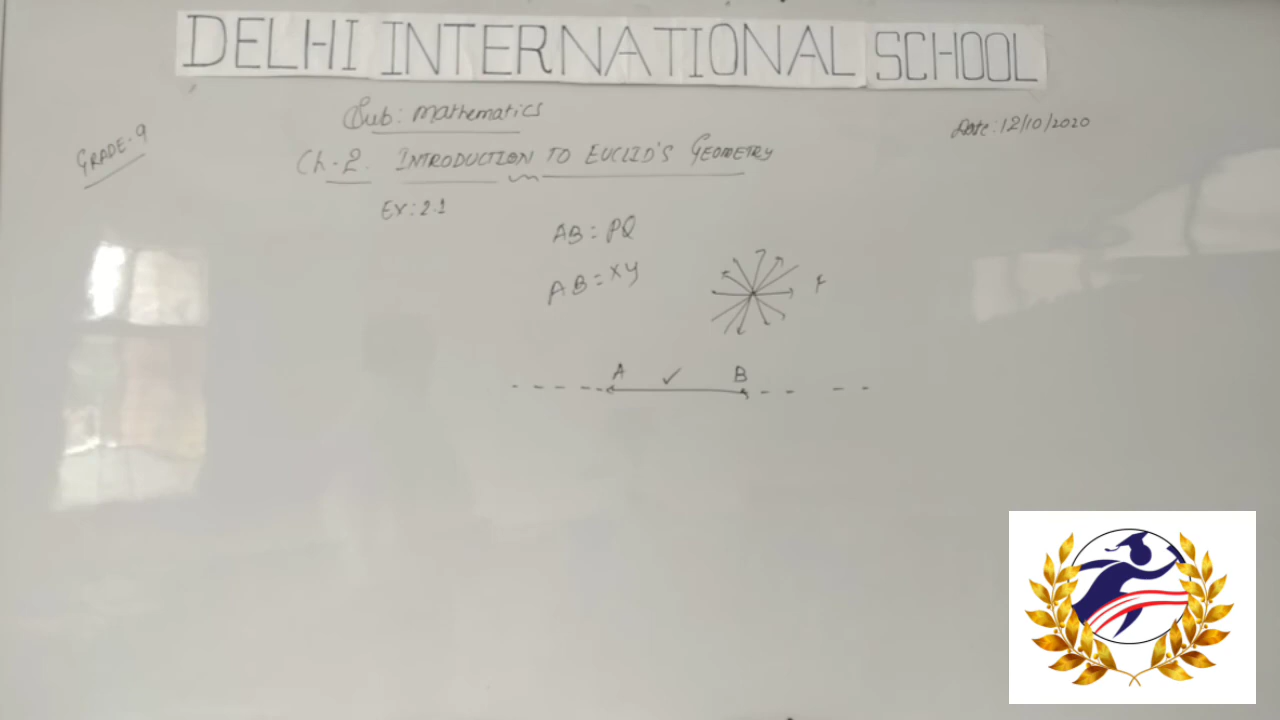 DELHI INTERNATIONAL SCHOOL
Sub: Mathematics
Date: 12/10/2020
GRADE-9
Ch-2. INTRODUCTION TO EUCLID'S GEOMETRY
Ex: 2.1
AB = PQ
AB = XY
A ✓ B